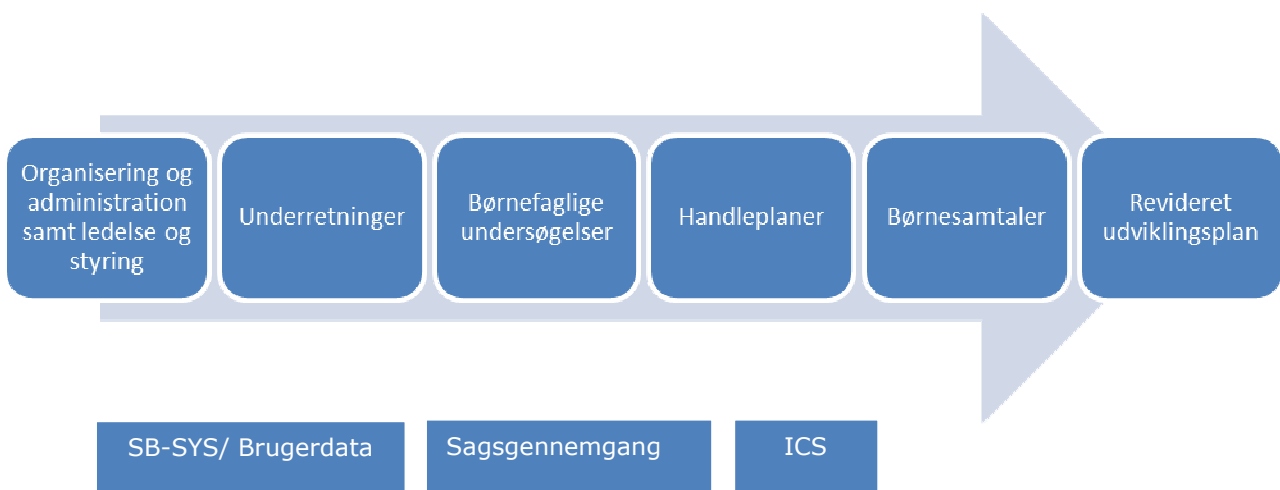 Organisering og
administration
samt ledelse og
styring
Underretninger
Børnefaglige
undersøgelser
Handleplaner
Børnesamtaler
Revideret
udviklingsplan
SB-SYS/ Brugerdata
Sagsgennemgang
ICS